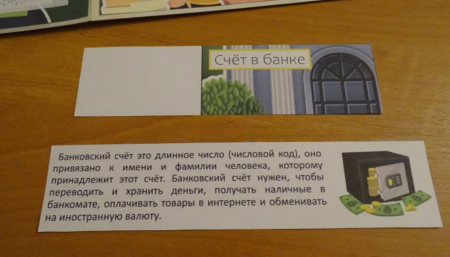 Счёт в банке
Банковский счёт это длинное число (числовой код), оно
привязано к имени и фамилии человека, которому
принадлежит этот счёт. Банковский счёт нужен, чтобы
переводить и хранить деньги, получать наличные в
банкомате, оплачивать товары в интернете и обменивать
на иностранную валюту.